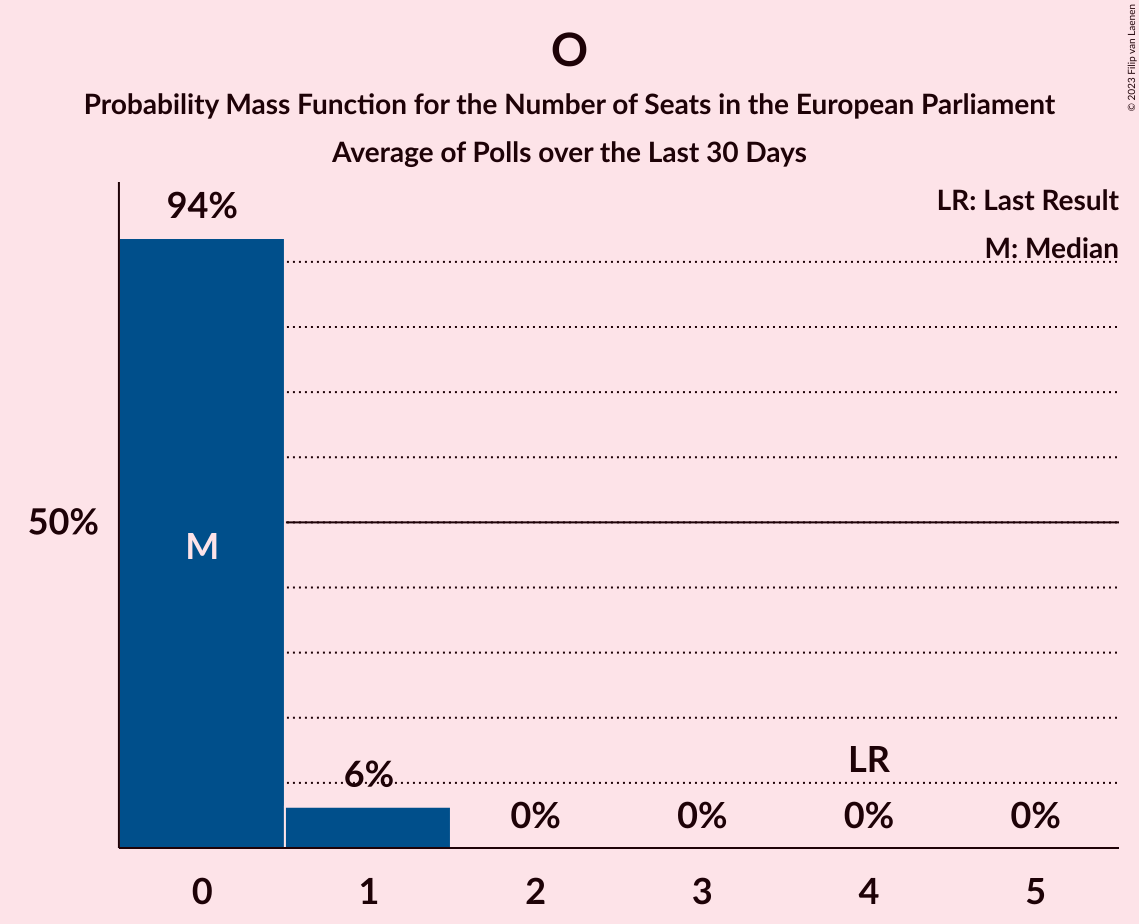 O
Probability Mass Function for the Number of Seats in the European Parliament
Average of Polls over the Last 30 Days
© 2023 Filip van Laenen
LR: Last Result
M: Median
94%
50%
M
6%
0%
0%
LR
0%
0%
0 1 2 3 4 5